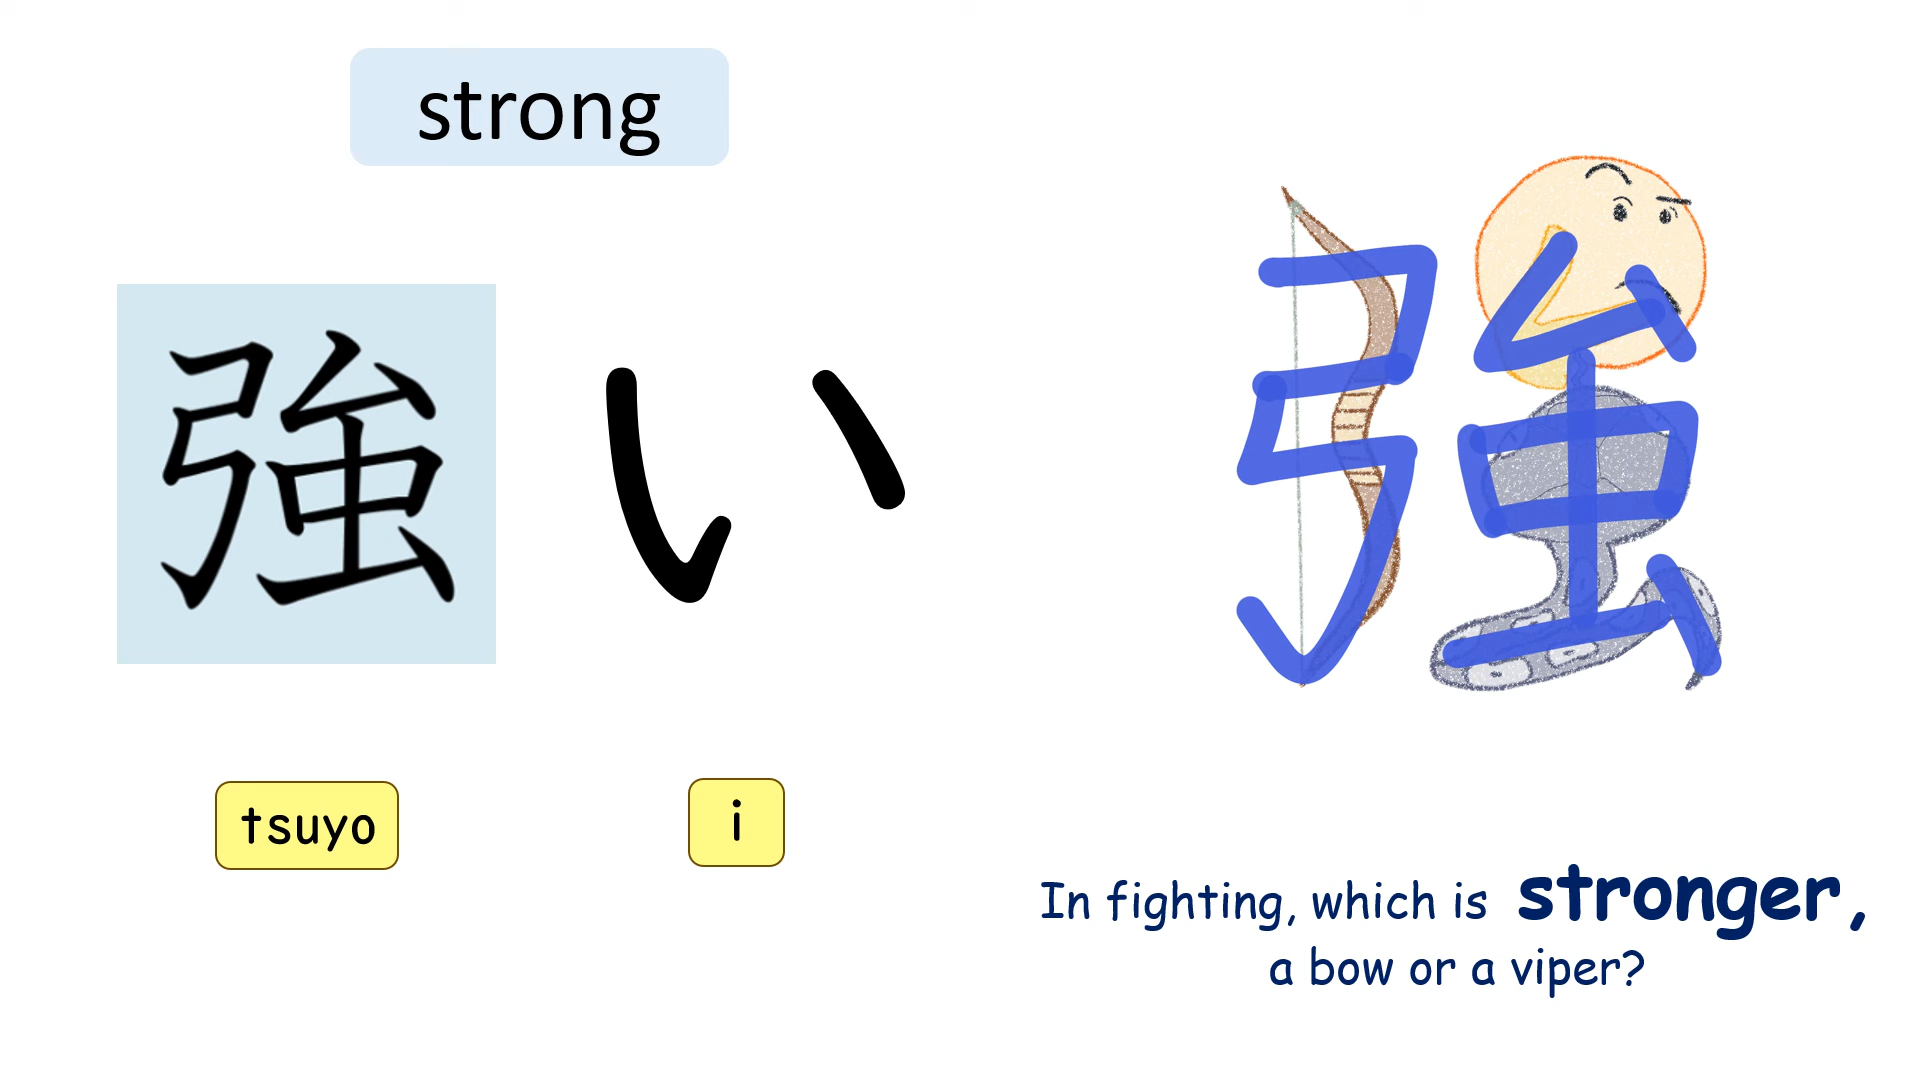 strong
強い
tsuyo i
強
In fighting, which is stronger,
a bow or a viper?